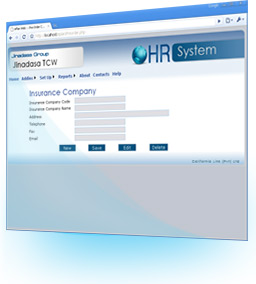 Jinadasa Group
Jinadasa TCW
HR System
Home Addins Set Up Reports About Contacts Help
Insurance Company
Insurance Company Code
Insurance Company Name
Address
Telephone
Fax
Email
New Save Edit Delete